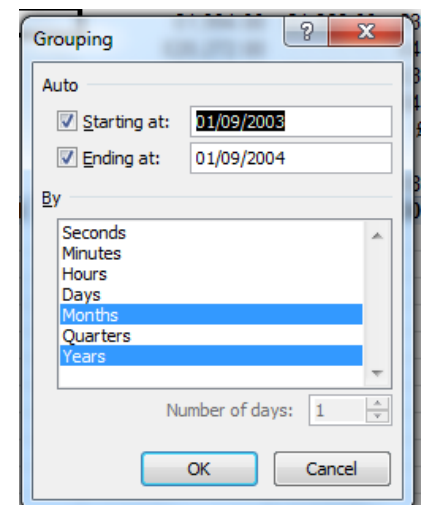 Grouping
Auto
Starting at: 01/09/2003
Ending at: 01/09/2004
By
Seconds
Minutes
Hours
Days
Months
Quarters
Years
Number of days: 1
OK Cancel